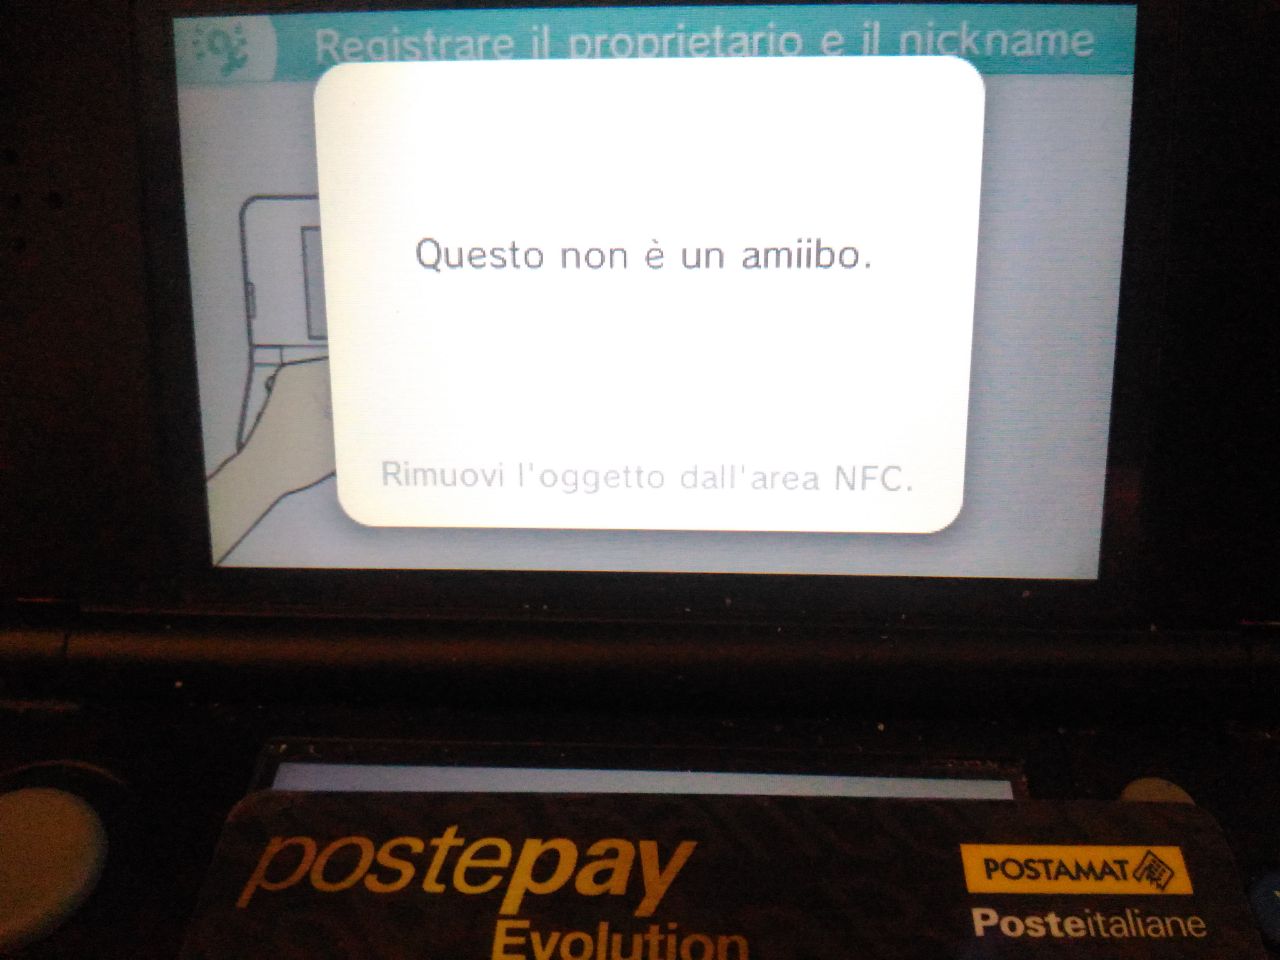 Registrare il proprietario e il nickname
Questo non è un amiibo.
Rimuovi l'oggetto dall'area NFC.
postepay
Evolution
POSTAMAT
Posteitaliane